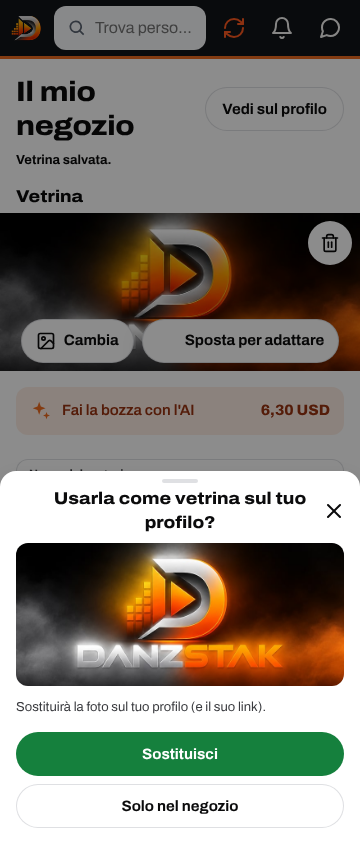 Trova perso...
Il mio
negozio
Vedi sul profilo
Vetrina salvata.
Vetrina
Cambia
Sposta per adattare
Fai la bozza con l'AI
6,30 USD
Usarla come vetrina sul tuo
profilo?
DANZSTAK
Sostituirà la foto sul tuo profilo (e il suo link).
Sostituisci
Solo nel negozio